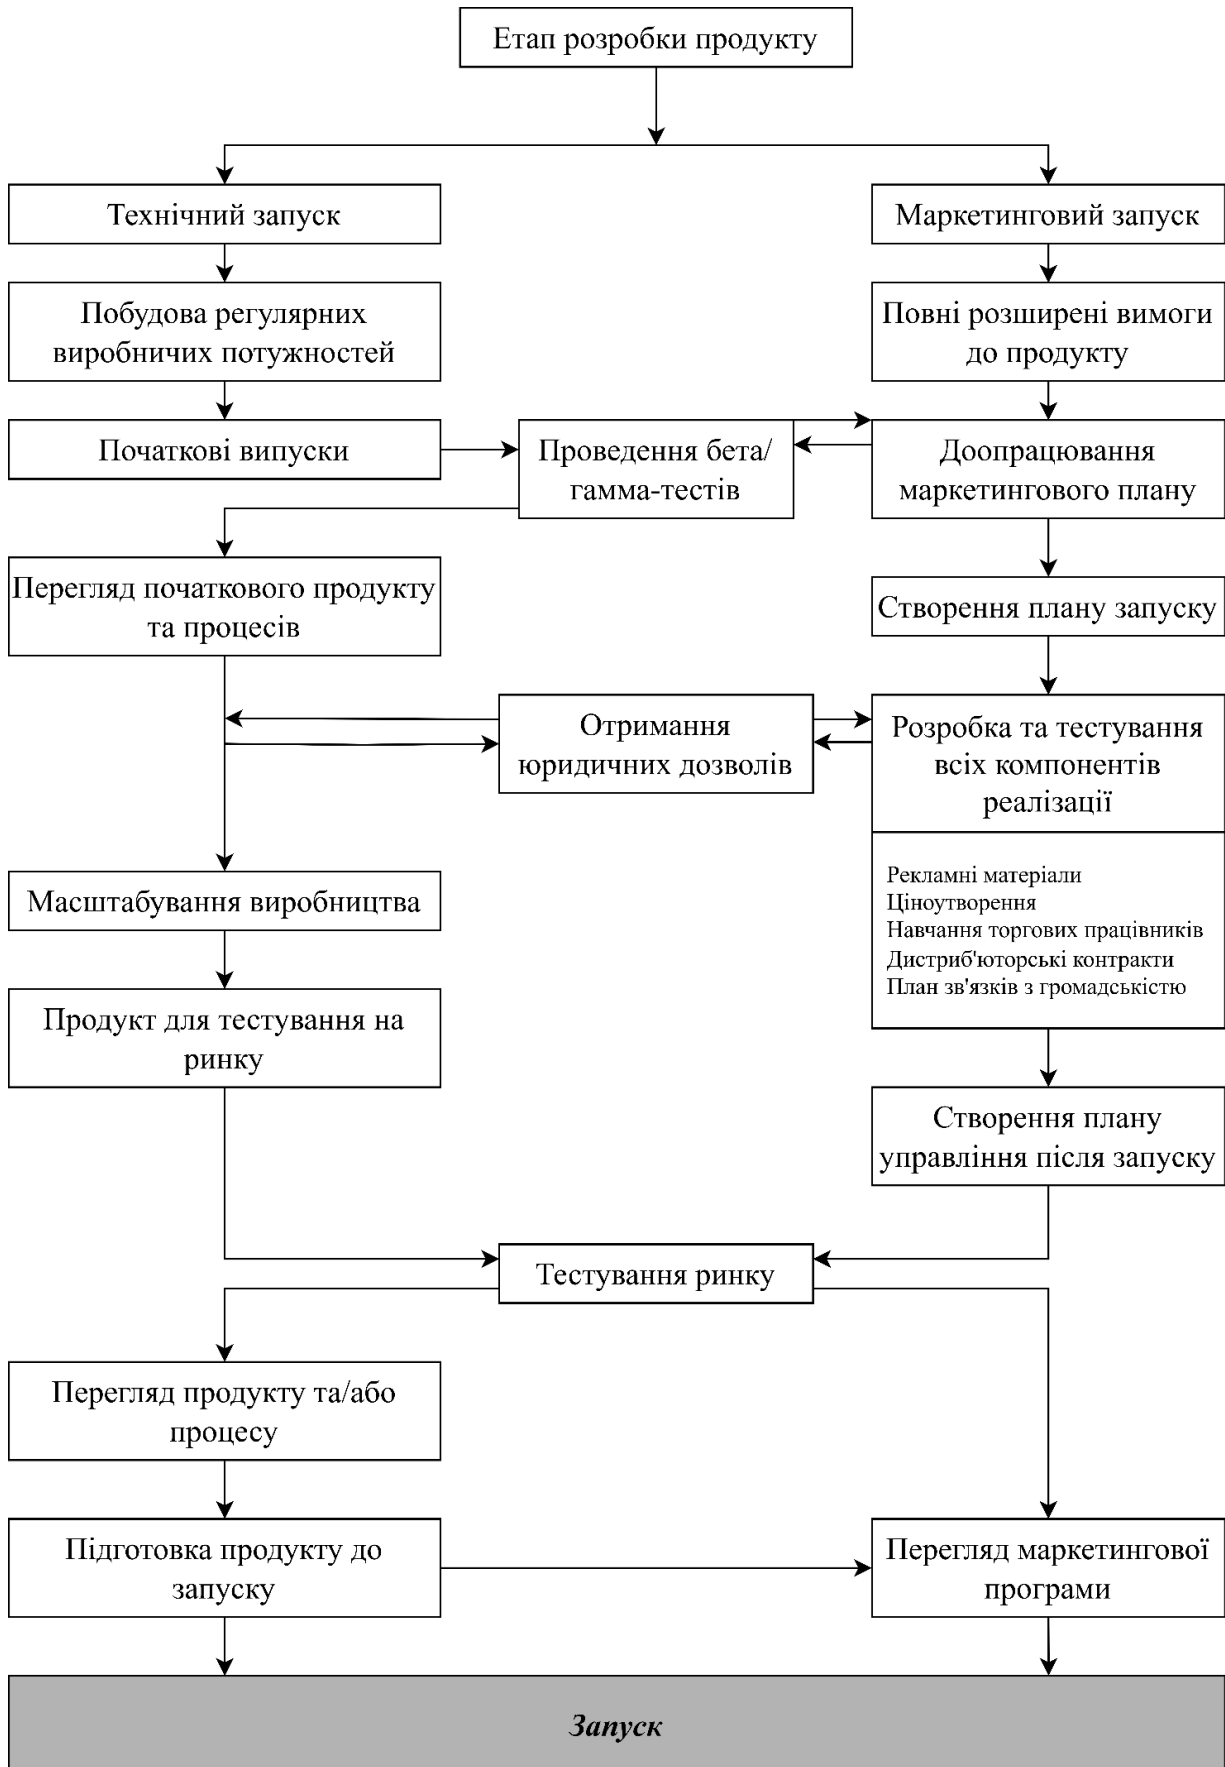 Етап розробки продукту
Технічний запуск
Маркетинговий запуск
Побудова регулярних
виробничих потужностей
Повні розширені вимоги
до продукту
Початкові випуски
Проведення бета/
гамма-тестів
Доопрацювання
маркетингового плану
Перегляд початкового продукту
та процесів
Створення плану запуску
Отримання
юридичних дозволів
Розробка та тестування
всіх компонентів
реалізації
Рекламні матеріали
Ціноутворення
Навчання торгових працівників
Дистриб'юторські контракти
План зв'язків з громадськістю
Масштабування виробництва
Продукт для тестування на
ринку
Створення плану
управління після запуску
Тестування ринку
Перегляд продукту та/або
процесу
Підготовка продукту до
запуску
Перегляд маркетингової
програми
Запуск